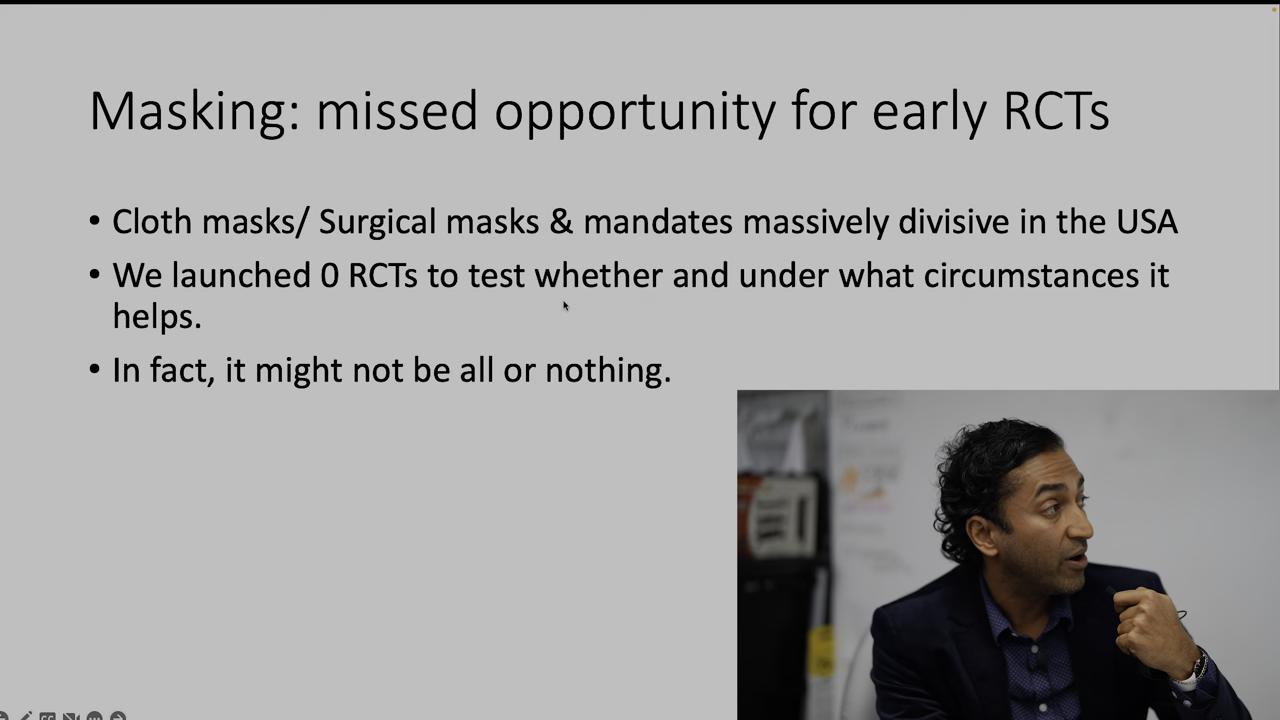 Masking: missed opportunity for early RCTs
• Cloth masks/ Surgical masks & mandates massively divisive in the USA
• We launched 0 RCTs to test whether and under what circumstances it
helps.
• In fact, it might not be all or nothing.